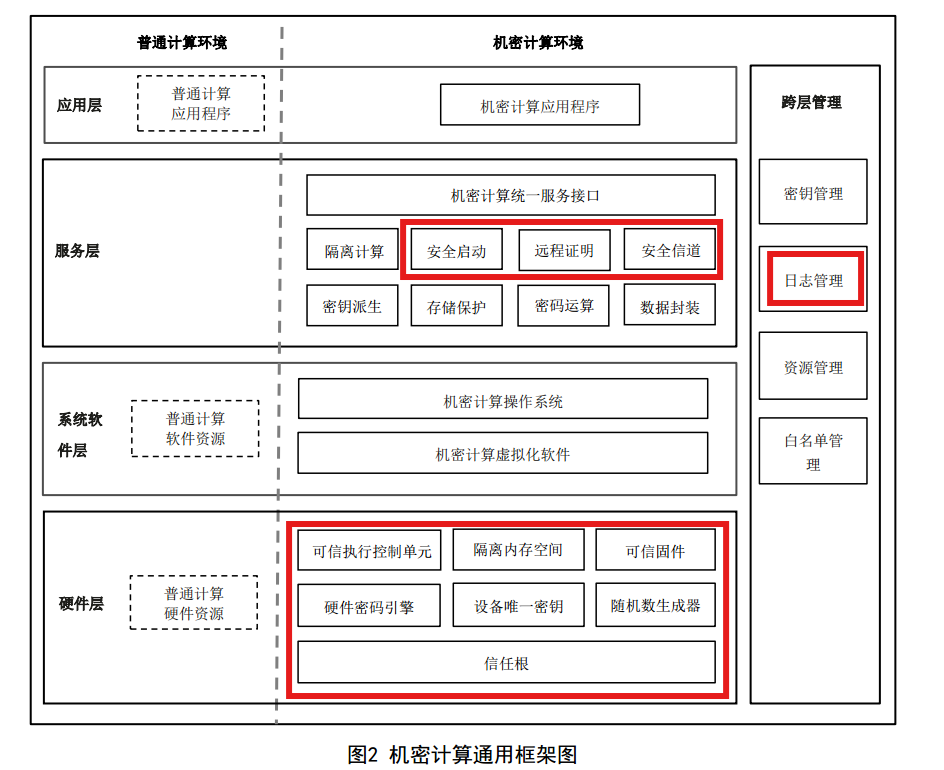 普通计算环境
机密计算环境
应用层
普通计算
应用程序
机密计算应用程序
服务层
机密计算统一服务接口
隔离计算
安全启动
远程证明
安全信道
密钥派生
存储保护
密码运算
数据封装
系统软
件层
普通计算
软件资源
机密计算操作系统
机密计算虚拟化软件
硬件层
普通计算
硬件资源
可信执行控制单元
隔离内存空间
可信固件
硬件密码引擎
设备唯一密钥
随机数生成器
信任根
跨层管理
密钥管理
日志管理
资源管理
白名单管
理
图2 机密计算通用框架图